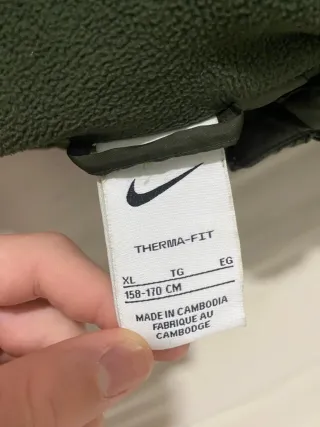 THERMA-FIT
XL TG EG
158-170 CM
MADE IN CAMBODIA
FABRIQUE AU
CAMBODGE